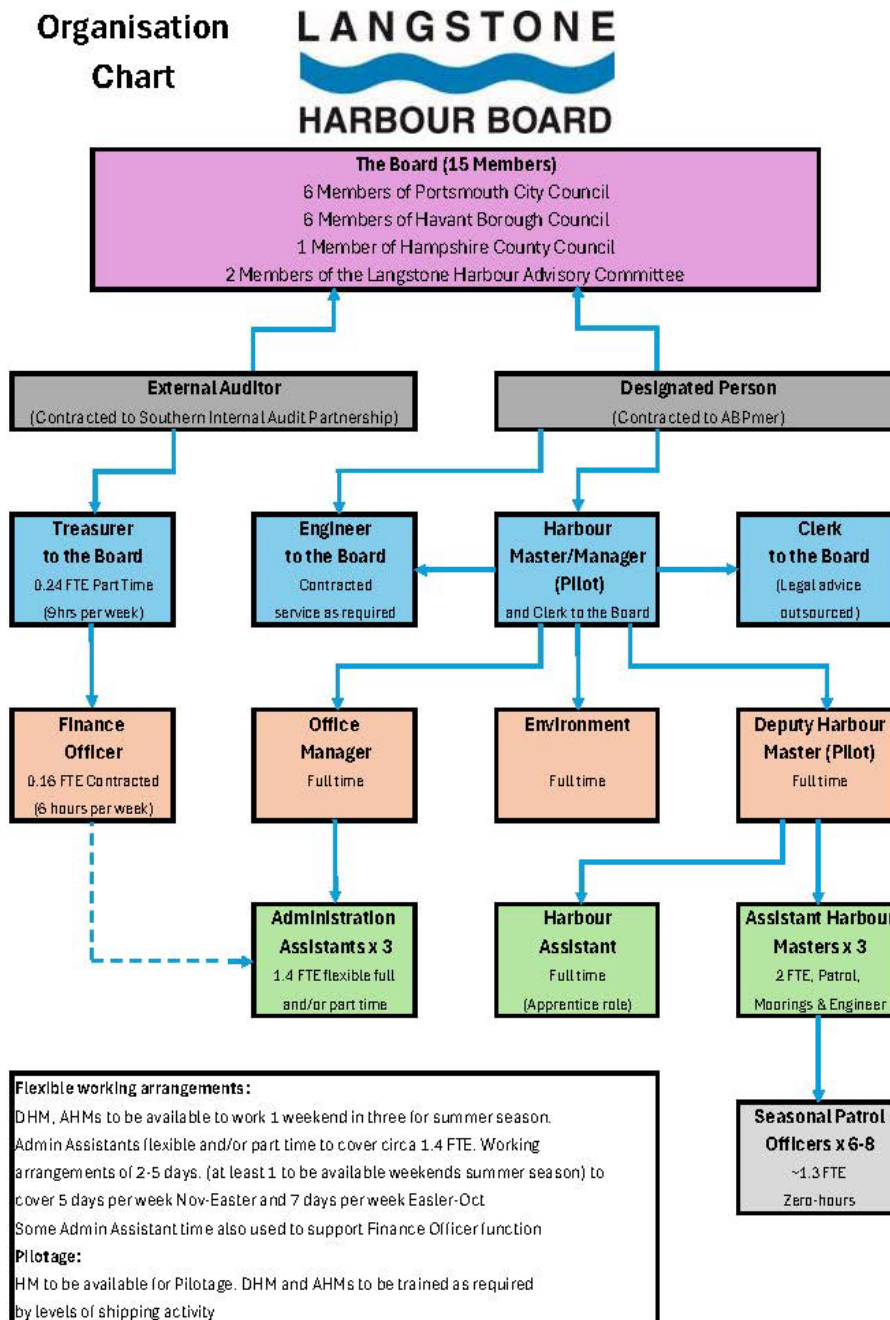 Organisation
Chart
LANGSTONE
HARBOUR BOARD
The Board (15 Members)
6 Members of Portsmouth City Council
6 Members of Havant Borough Council
1 Member of Hampshire County Council
2 Members of the Langstone Harbour Advisory Committee
External Auditor
(Contracted to Southern Internal Audit Partnership)
Designated Person
(Contracted to ABPmer)
Treasurer
to the Board
0.24 FTE Part Time
(9hrs per week)
Engineer
to the Board
Contracted
service as required
Harbour
Master/Manager
(Pilot)
and Clerk to the Board
Clerk
to the Board
(Legal advice
outsourced)
Finance
Officer
0.16 FTE Contracted
(6 hours per week)
Office
Manager
Full time
Environment
Full time
Deputy Harbour
Master (Pilot)
Full time
Administration
Assistants x 3
1.4 FTE flexible full
and/or part time
Harbour
Assistant
Full time
(Apprentice role)
Assistant Harbour
Masters x 3
2 FTE, Patrol,
Moorings & Engineer
Seasonal Patrol
Officers x 6-8
~1.3 FTE
Zero-hours
Flexible working arrangements:
DHM, AHMs to be available to work 1 weekend in three for summer season.
Admin Assistants flexible and/or part time to cover circa 1.4 FTE. Working
arrangements of 2-5 days. (at least 1 to be available weekends summer season) to
cover 5 days per week Nov-Easter and 7 days per week Easter-Oct
Some Admin Assistant time also used to support Finance Officer function
Pilotage:
HM to be available for Pilotage. DHM and AHMs to be trained as required
by levels of shipping activity